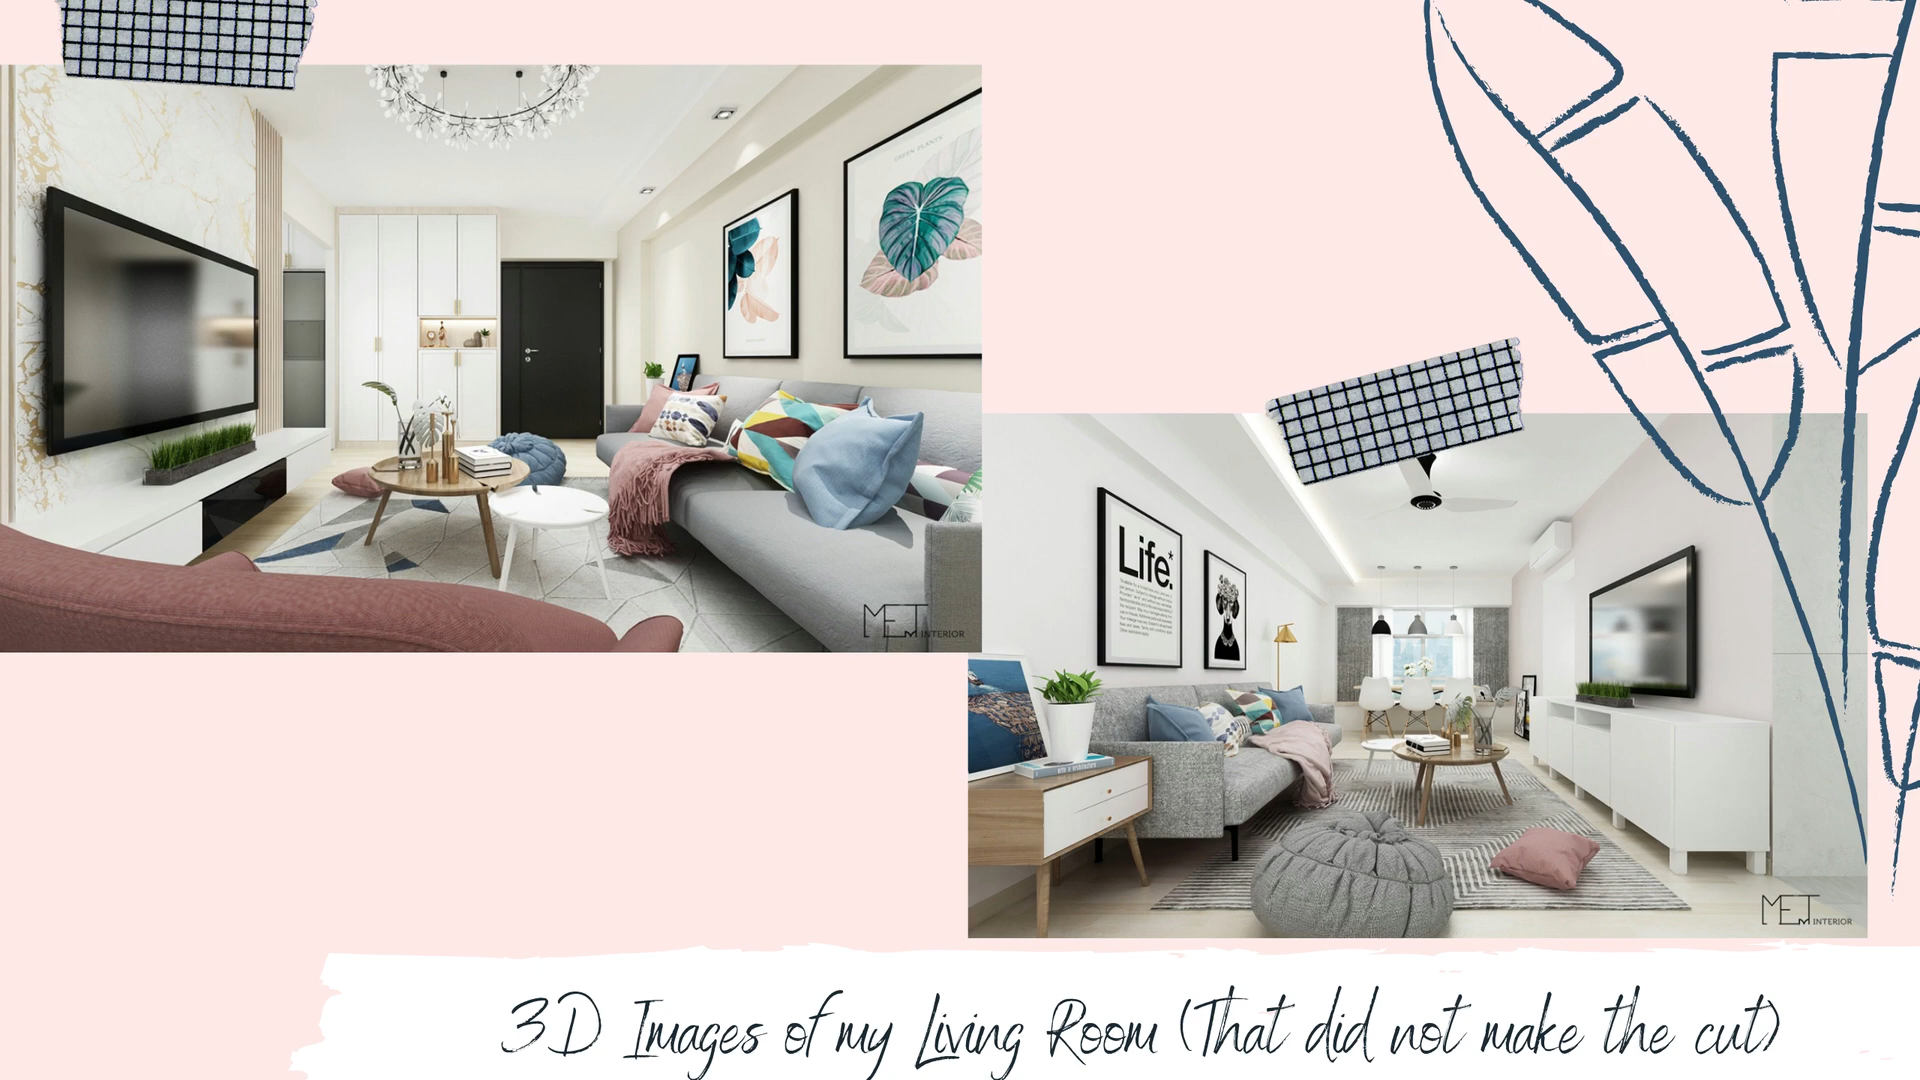 GREEN PLANTS
MET INTERIOR
Life.*
MET INTERIOR
3D Images of my Living Room (That did not make the cut)